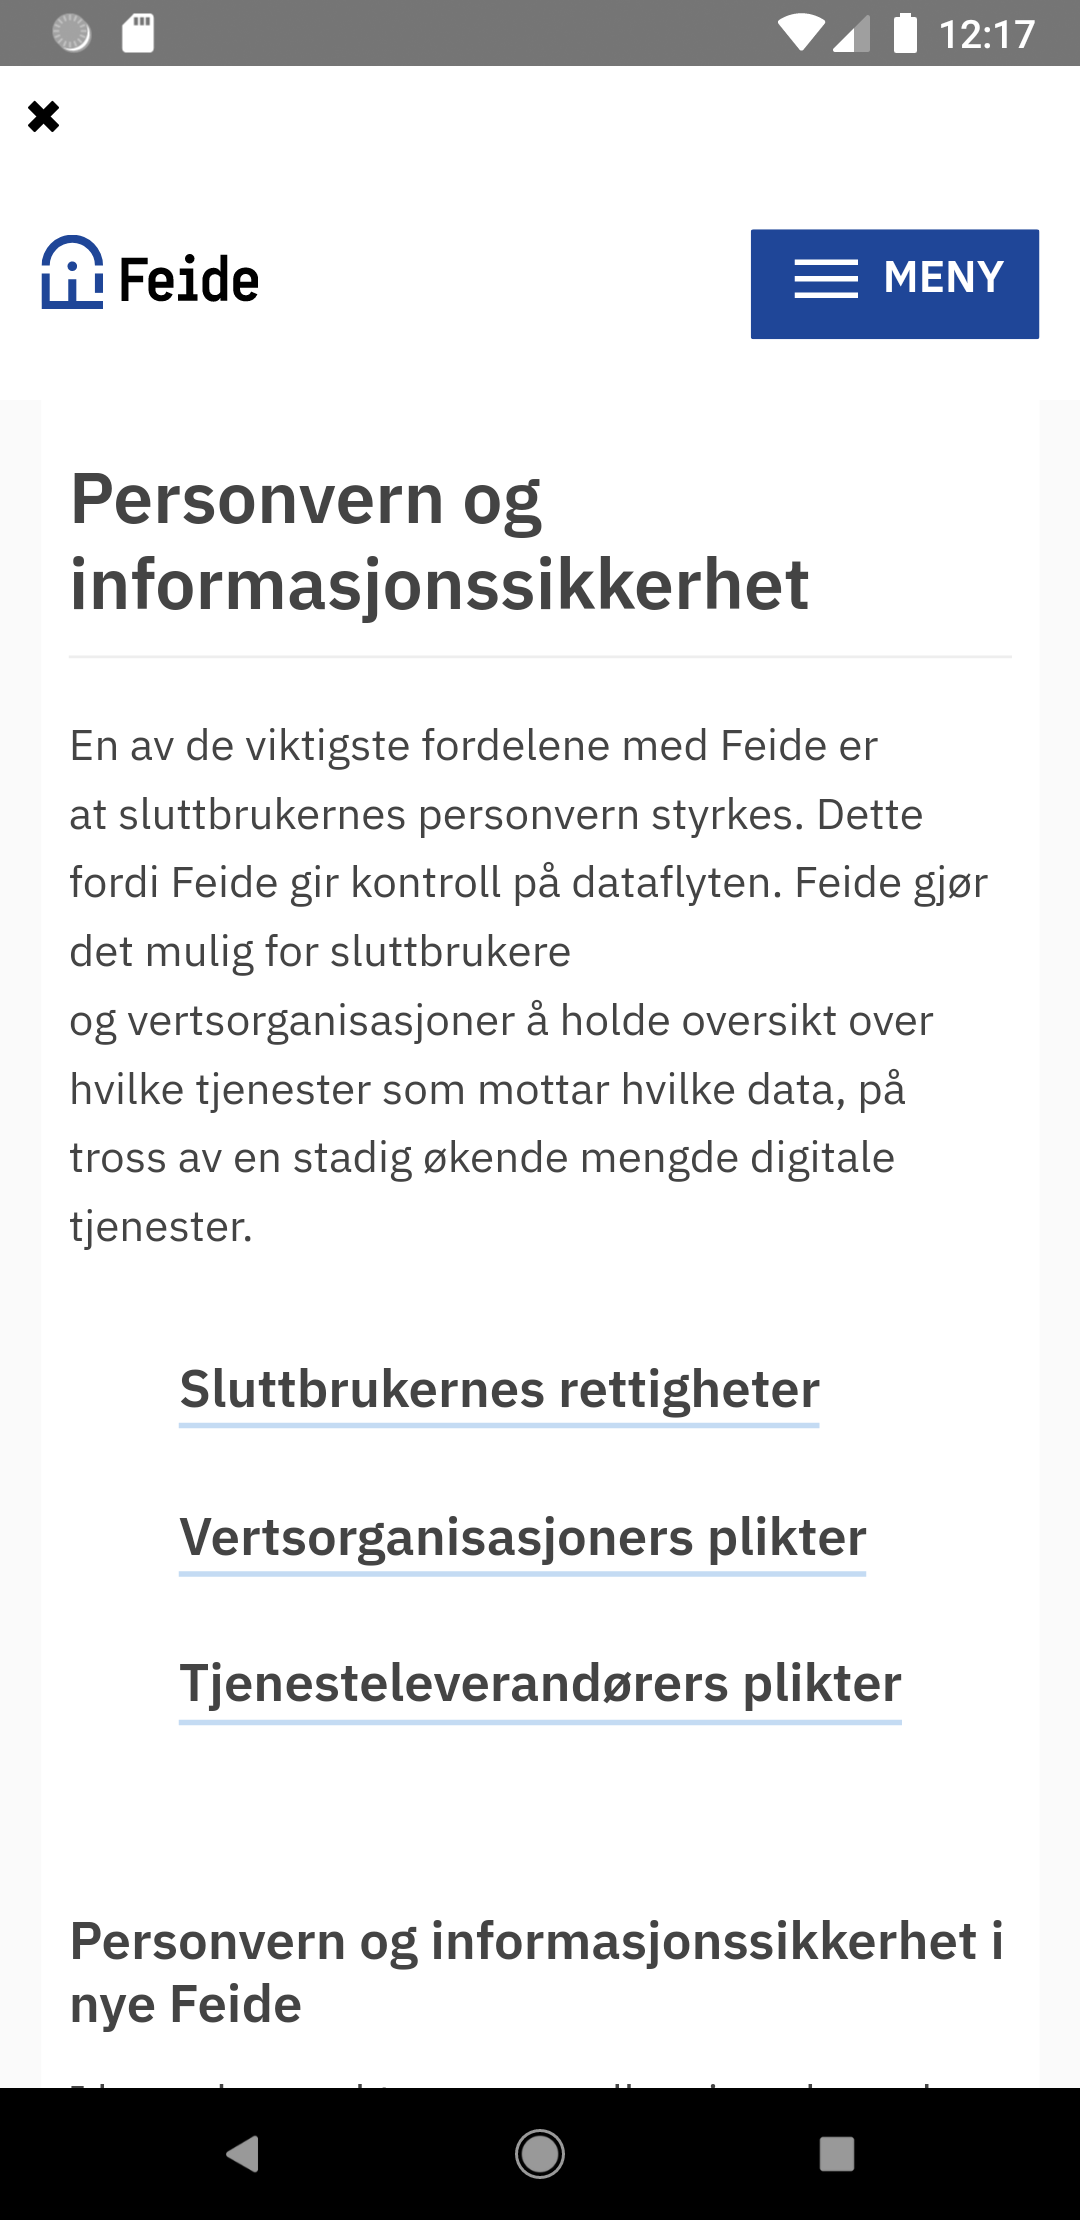 12:17
Feide
MENY
Personvern og
informasjonssikkerhet
En av de viktigste fordelene med Feide er
at sluttbrukernes personvern styrkes. Dette
fordi Feide gir kontroll på dataflyten. Feide gjør
det mulig for sluttbrukere
og vertsorganisasjoner å holde oversikt over
hvilke tjenester som mottar hvilke data, på
tross av en stadig økende mengde digitale
tjenester.
Sluttbrukernes rettigheter
Vertsorganisasjoners plikter
Tjenesteleverandørers plikter
Personvern og informasjonssikkerhet i
nye Feide